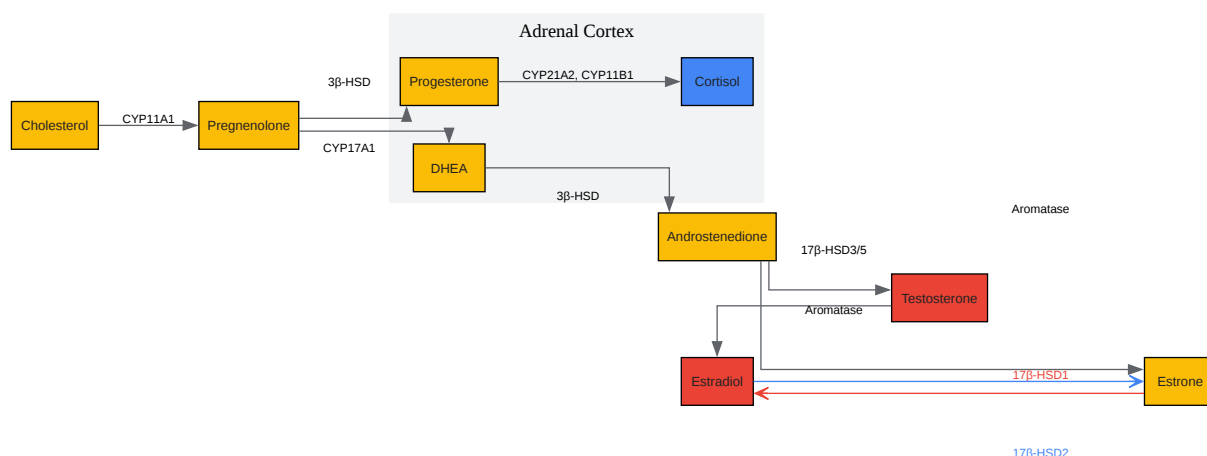 Adrenal Cortex
Progesterone
CYP21A2, CYP11B1
Cortisol
3β-HSD
Cholesterol
CYP11A1
Pregnenolone
CYP17A1
DHEA
3β-HSD
Aromatase
Androstenedione
17β-HSD3/5
Testosterone
Aromatase
Estradiol
17β-HSD1
Estrone
17β-HSD2